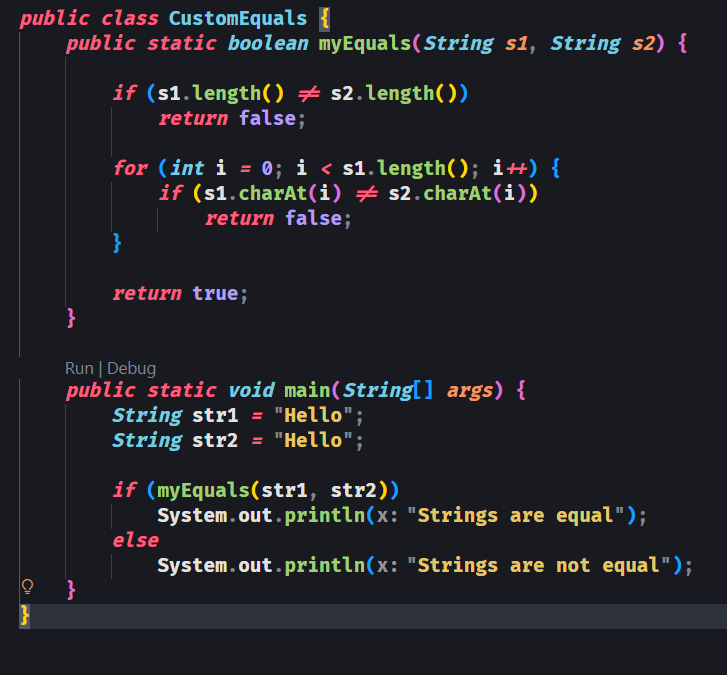 public class CustomEquals {
public static boolean myEquals(String s1, String s2) {
if (s1.length() ≠ s2.length())
return false;
for (int i = 0; i < s1.length(); i++) {
if (s1.charAt(i) ≠ s2.charAt(i))
return false;
}
return true;
}
Run | Debug
public static void main(String[] args) {
String str1 = "Hello";
String str2 = "Hello";
if (myEquals(str1, str2))
System.out.println(x: "Strings are equal");
else
System.out.println(x: "Strings are not equal");
}
}